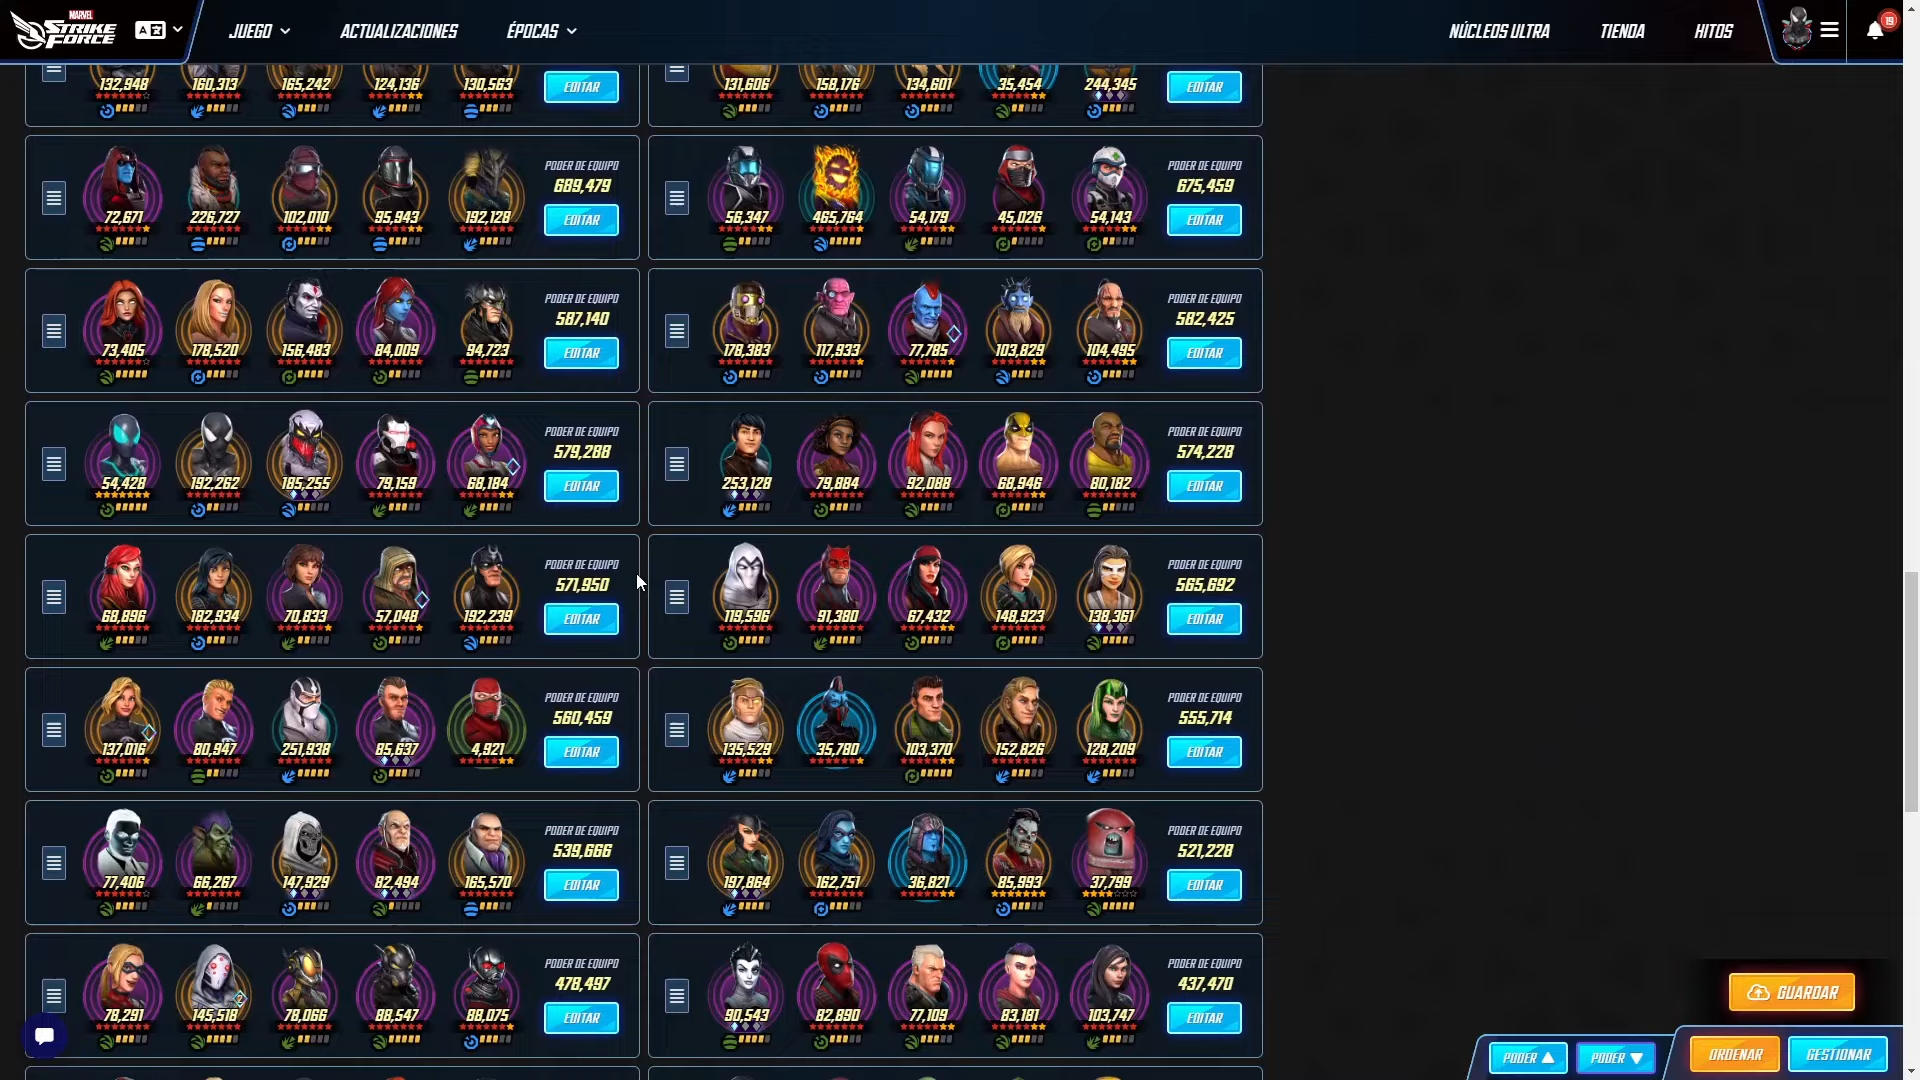 MARVEL
STRIKE
FORCE
JUEGO
ACTUALIZACIONES
ÉPOCAS
NÚCLEOS ULTRA
TIENDA
HITOS
19
132,948 160,313 165,242 124,136 130,563
EDITAR
131,606 158,176 134,601 35,454 244,345
EDITAR
72,671 226,727 102,010 95,943 192,128
PODER DE EQUIPO
689,479
EDITAR
56,347 465,764 54,179 45,026 54,143
PODER DE EQUIPO
675,459
EDITAR
73,405 178,520 156,483 84,009 94,723
PODER DE EQUIPO
587,140
EDITAR
178,383 117,933 77,785 103,829 104,495
PODER DE EQUIPO
582,425
EDITAR
54,428 192,262 185,255 79,159 68,184
PODER DE EQUIPO
579,288
EDITAR
253,128 79,884 92,088 68,946 80,182
PODER DE EQUIPO
574,228
EDITAR
68,896 182,934 70,833 57,048 192,239
PODER DE EQUIPO
571,950
EDITAR
119,596 91,380 67,432 148,923 138,361
PODER DE EQUIPO
565,692
EDITAR
137,016 80,947 251,938 85,637 4,921
PODER DE EQUIPO
560,459
EDITAR
135,529 35,780 103,370 152,826 128,209
PODER DE EQUIPO
555,714
EDITAR
77,406 66,267 147,929 82,494 165,570
PODER DE EQUIPO
539,666
EDITAR
197,864 162,751 36,821 85,993 37,799
PODER DE EQUIPO
521,228
EDITAR
78,291 145,518 78,066 88,547 88,075
PODER DE EQUIPO
478,497
EDITAR
90,543 82,890 77,109 83,181 103,747
PODER DE EQUIPO
437,470
EDITAR
GUARDAR
PODER
PODER
ORDENAR
GESTIONAR